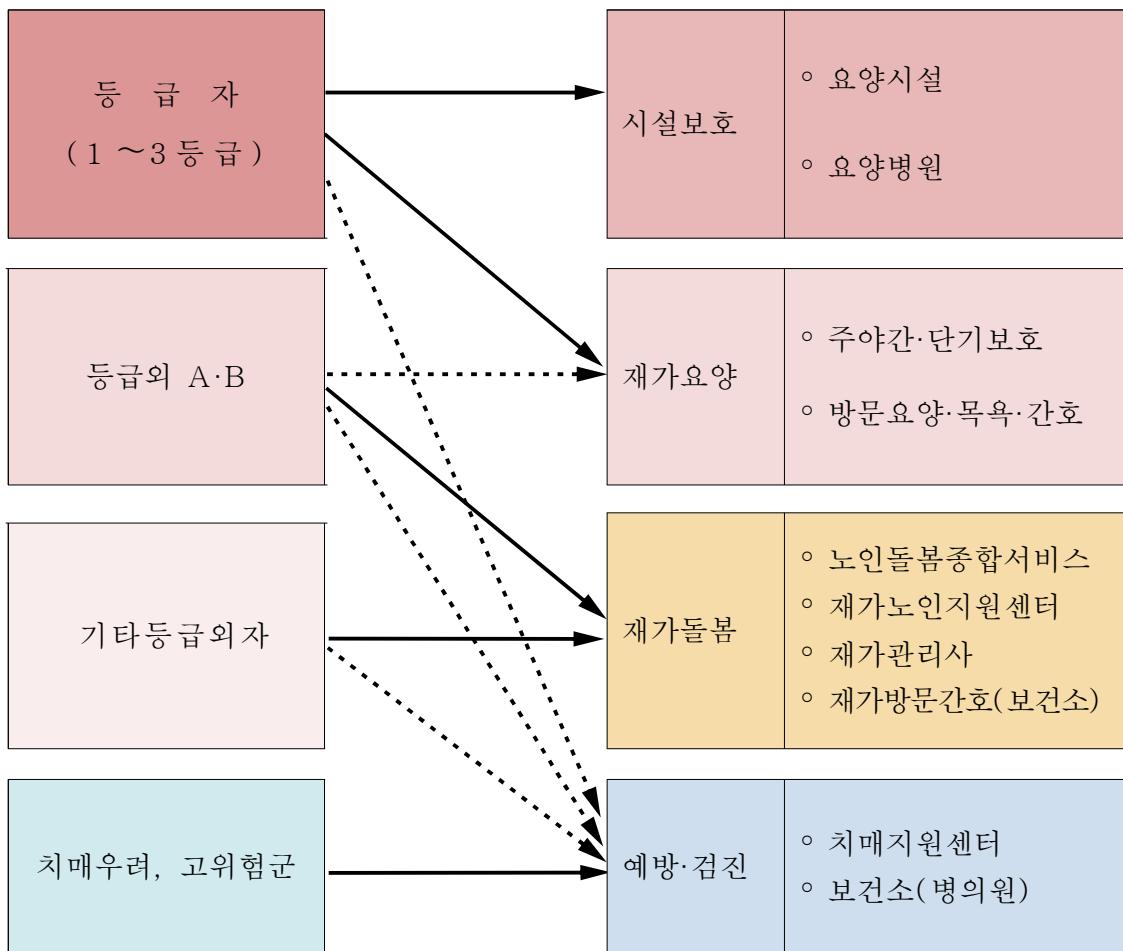 등 급 자
(1 ～3등급)
시설보호
◦ 요양시설
◦ 요양병원
등급외 A·B
재가요양
◦ 주야간·단기보호
◦ 방문요양·목욕·간호
기타등급외자
재가돌봄
◦ 노인돌봄종합서비스
◦ 재가노인지원센터
◦ 재가관리사
◦ 재가방문간호(보건소)
치매우려, 고위험군
예방·검진
◦ 치매지원센터
◦ 보건소(병의원)